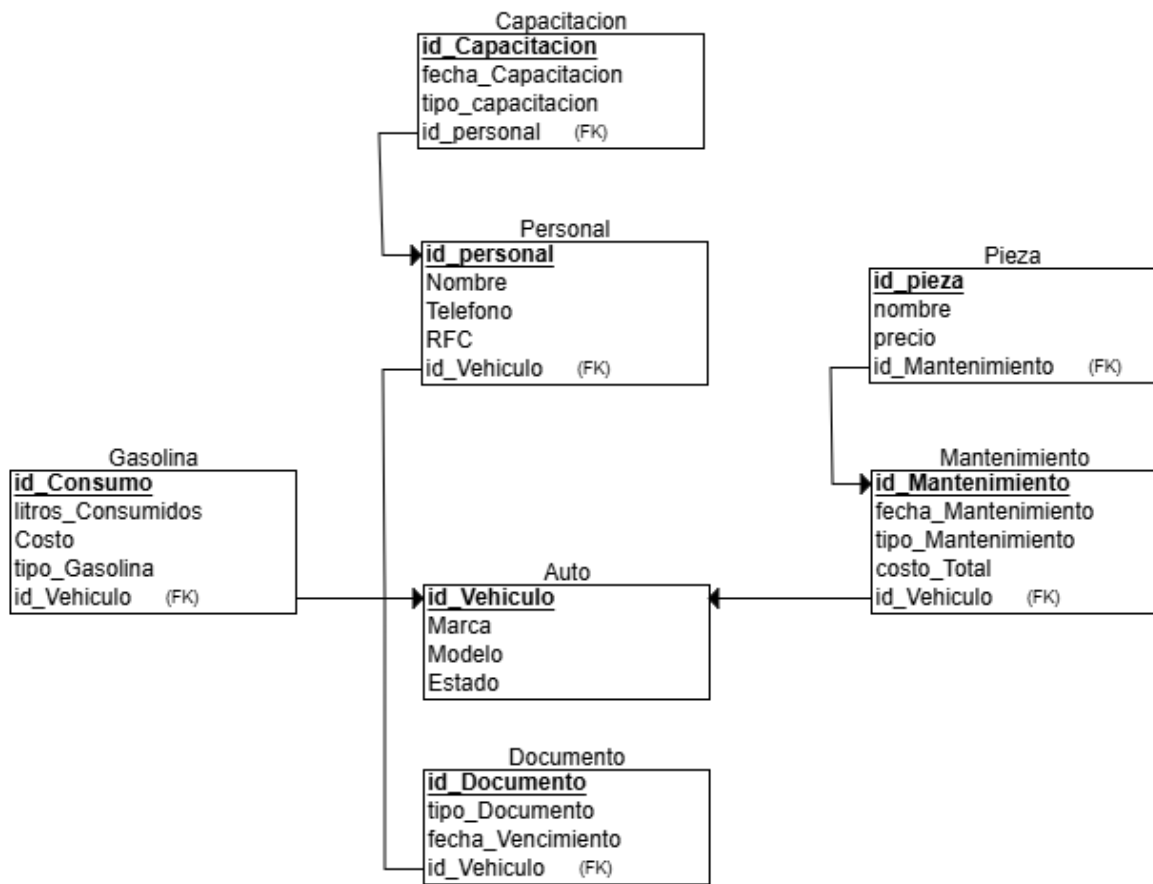 Capacitacion
id_Capacitacion
fecha_Capacitacion
tipo_capacitacion
id_personal (FK)
Personal
id_personal
Nombre
Telefono
RFC
id_Vehiculo (FK)
Pieza
id_pieza
nombre
precio
id_Mantenimiento (FK)
Gasolina
id_Consumo
litros_Consumidos
Costo
tipo_Gasolina
id_Vehiculo (FK)
Mantenimiento
id_Mantenimiento
fecha_Mantenimiento
tipo_Mantenimiento
costo_Total
id_Vehiculo (FK)
Auto
id_Vehiculo
Marca
Modelo
Estado
Documento
id_Documento
tipo_Documento
fecha_Vencimiento
id_Vehiculo (FK)